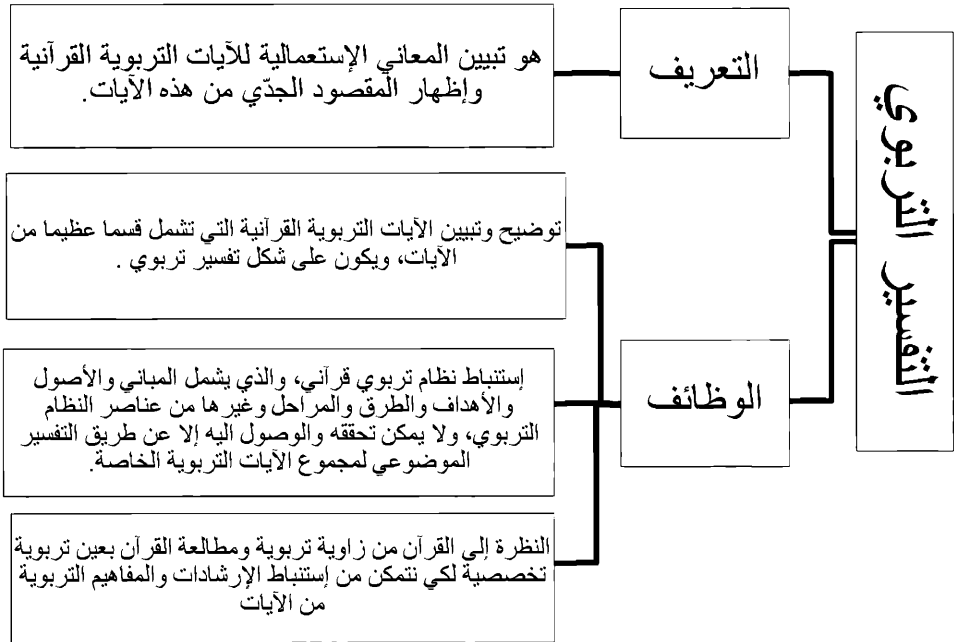 التفسير التربوي
التعريف
هو تبيين المعاني الإستعمالية للآيات التربوية القرآنية
وإظهار المقصود الجدّي من هذه الآيات.
الوظائف
توضيح وتبيين الآيات التربوية القرآنية التي تشمل قسما عظيما من
الآيات، ويكون على شكل تفسير تربوي .
إستنباط نظام تربوي قرآني، والذي يشمل المباني والأصول
والأهداف والطرق والمراحل وغيرها من عناصر النظام
التربوي، ولا يمكن تحققه والوصول اليه إلا عن طريق التفسير
الموضوعي لمجموع الآيات التربوية الخاصة.
النظرة إلى القرآن من زاوية تربوية ومطالعة القرآن بعين تربوية
تخصصية لكي نتمكن من إستنباط الإرشادات والمفاهيم التربوية
من الآيات